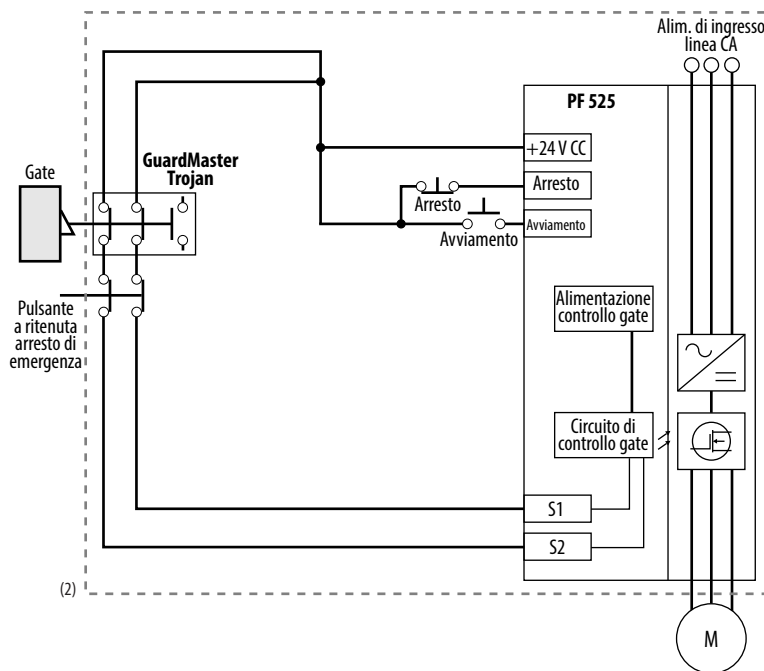 Alim. di ingresso
linea CA
PF 525
GuardMaster
Trojan
Gate
+24 V CC
Arresto
Arresto
Avviamento
Avviamento
Pulsante
a ritenuta
arresto di
emergenza
Alimentazione
controllo gate
Circuito di
controllo gate
S1
S2
(2)
M